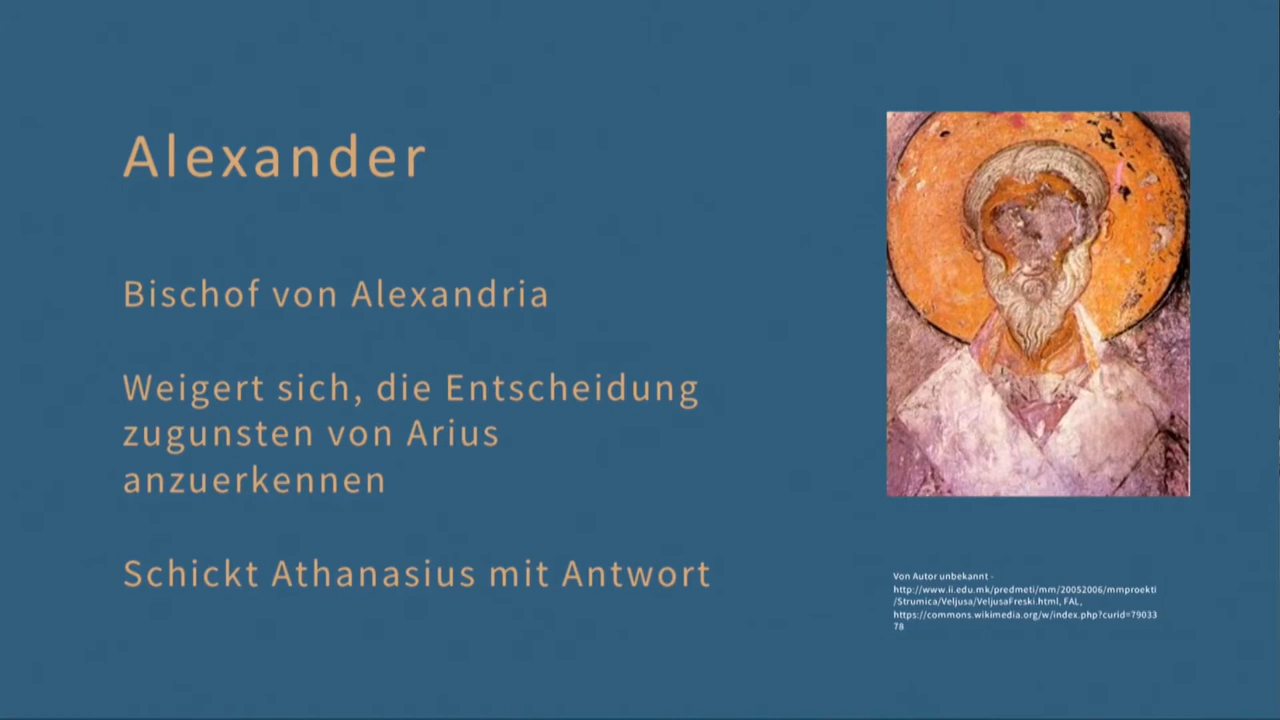 Alexander
Bischof von Alexandria
Weigert sich, die Entscheidung
zugunsten von Arius
anzuerkennen
Schickt Athanasius mit Antwort
Von Autor unbekannt -
http://www.ii.edu.mk/predmeti/mm/20052006/mmproekti
/Strumica/Veljusa/VeljusaFreski.html, FAL,
https://commons.wikimedia.org/w/index.php?curid=79033
78